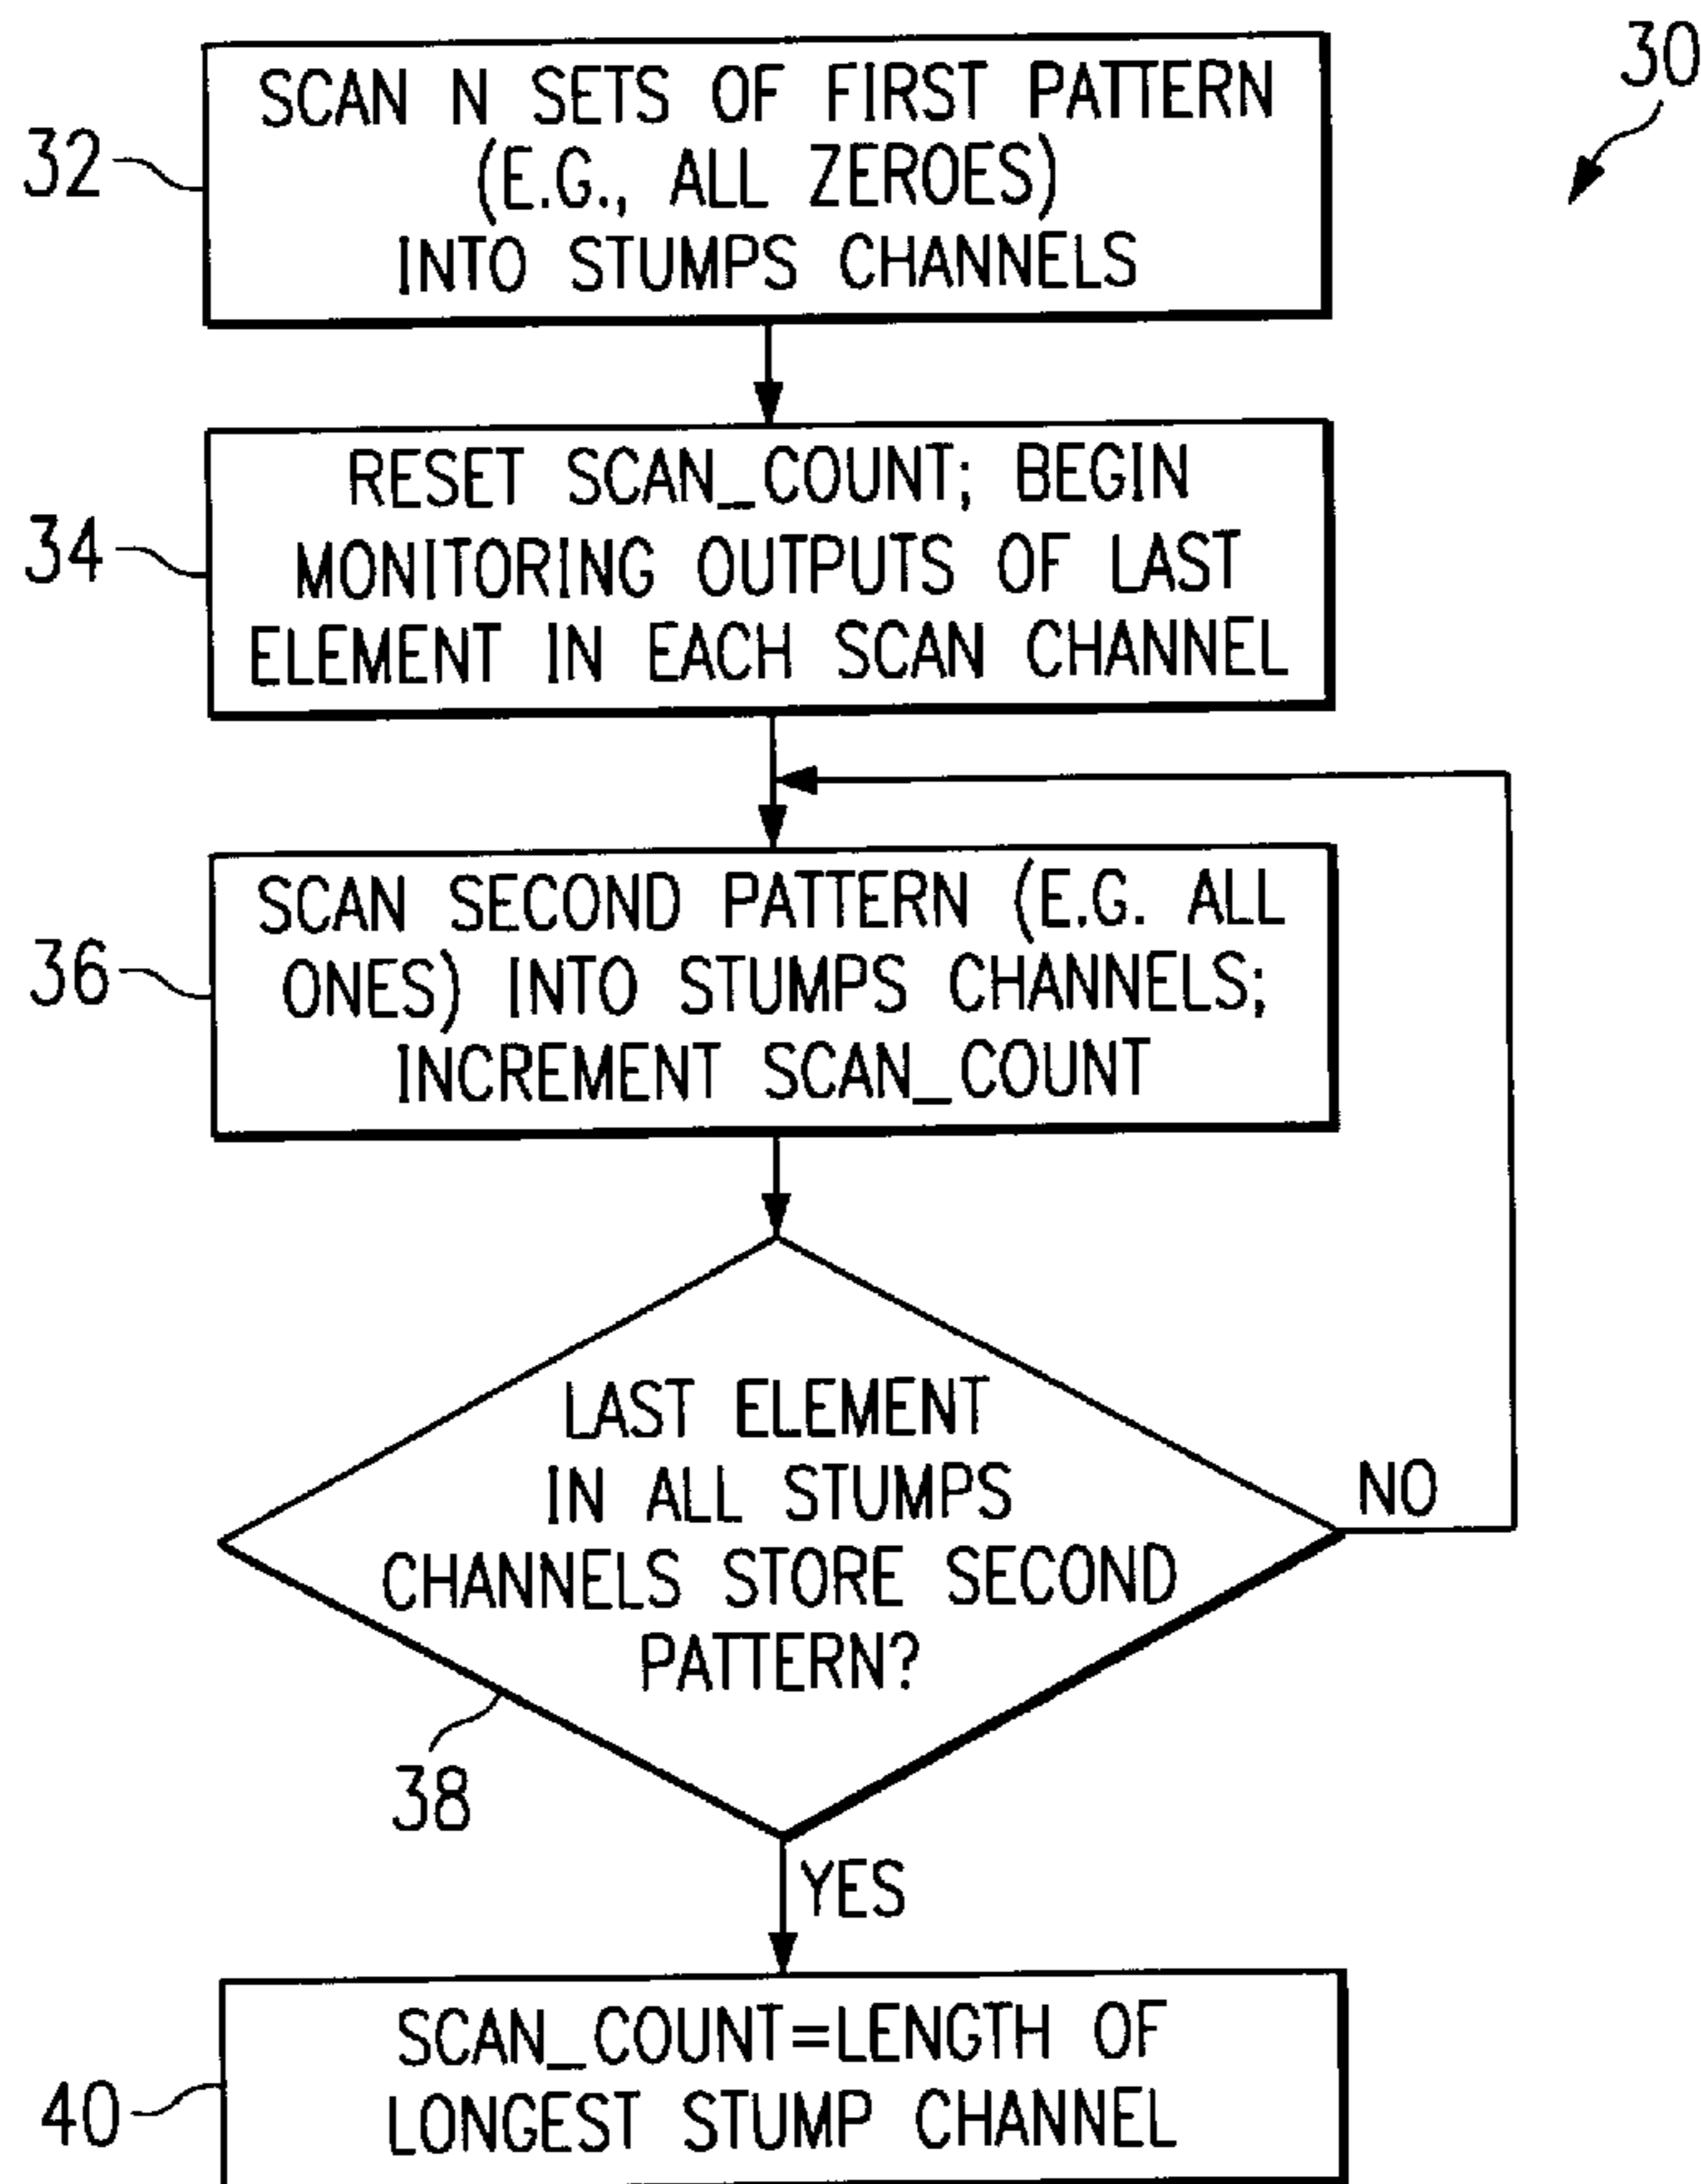 30
SCAN N SETS OF FIRST PATTERN
(E.G., ALL ZEROES)
INTO STUMPS CHANNELS
32
RESET SCAN_COUNT; BEGIN
MONITORING OUTPUTS OF LAST
ELEMENT IN EACH SCAN CHANNEL
34
SCAN SECOND PATTERN (E.G. ALL
ONES) INTO STUMPS CHANNELS;
INCREMENT SCAN_COUNT
36
LAST ELEMENT
IN ALL STUMPS
CHANNELS STORE SECOND
PATTERN?
NO
38
YES
SCAN_COUNT=LENGTH OF
LONGEST STUMP CHANNEL
40